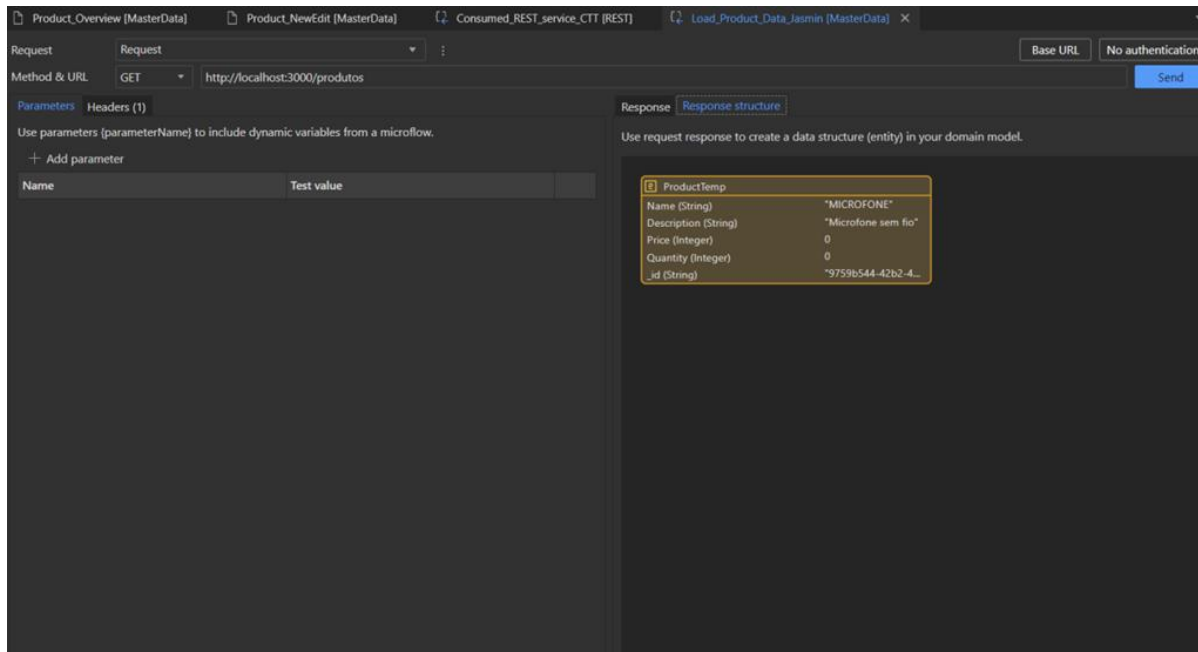 Product_Overview [MasterData] Product_NewEdit [MasterData] Consumed_REST_service_CTT [REST] Load_Product_Data_Jasmin [MasterData]
Request Request Base URL No authentication
Method & URL GET http://localhost:3000/produtos Send
Parameters Headers (1)
Use parameters {parameterName} to include dynamic variables from a microflow.
Add parameter
Name Test value
Response Response structure
Use request response to create a data structure (entity) in your domain model.
ProductTemp
Name (String) "MICROFONE"
Description (String) "Microfone sem fio"
Price (Integer) 0
Quantity (Integer) 0
_id (String) "9759b544-42b2-4...